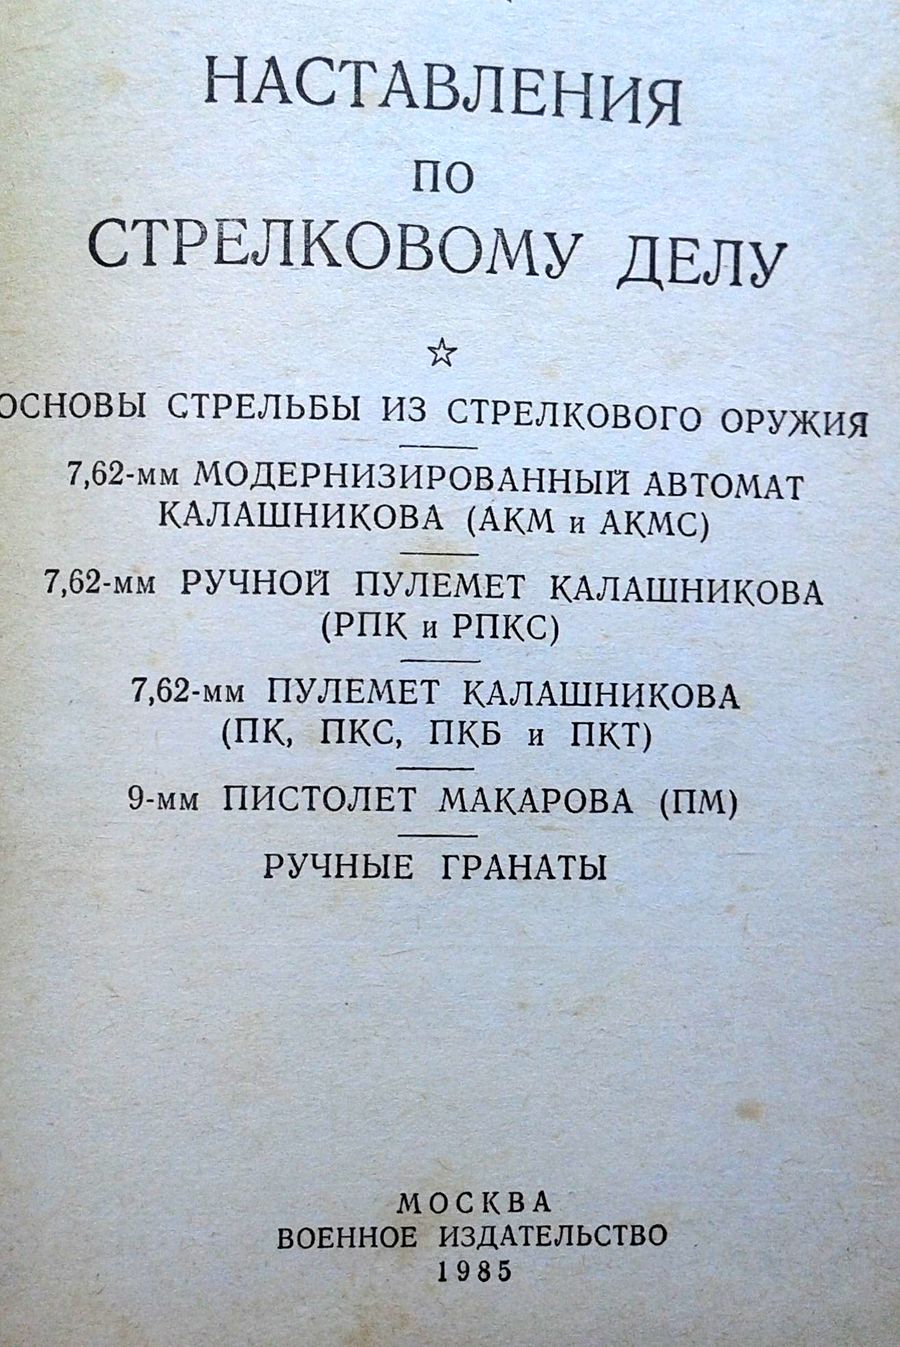 НАСТАВЛЕНИЯ
ПО
СТРЕЛКОВОМУ ДЕЛУ
ОСНОВЫ СТРЕЛЬБЫ ИЗ СТРЕЛКОВОГО ОРУЖИЯ
7,62-мм МОДЕРНИЗИРОВАННЫЙ АВТОМАТ
КАЛАШНИКОВА (АКМ и АКМС)
7,62-мм РУЧНОЙ ПУЛЕМЕТ КАЛАШНИКОВА
(РПК и РПКС)
7,62-мм ПУЛЕМЕТ КАЛАШНИКОВА
(ПК, ПКС, ПКБ и ПКТ)
9-мм ПИСТОЛЕТ МАКАРОВА (ПМ)
РУЧНЫЕ ГРАНАТЫ
МОСКВА
ВОЕННОЕ ИЗДАТЕЛЬСТВО
1985